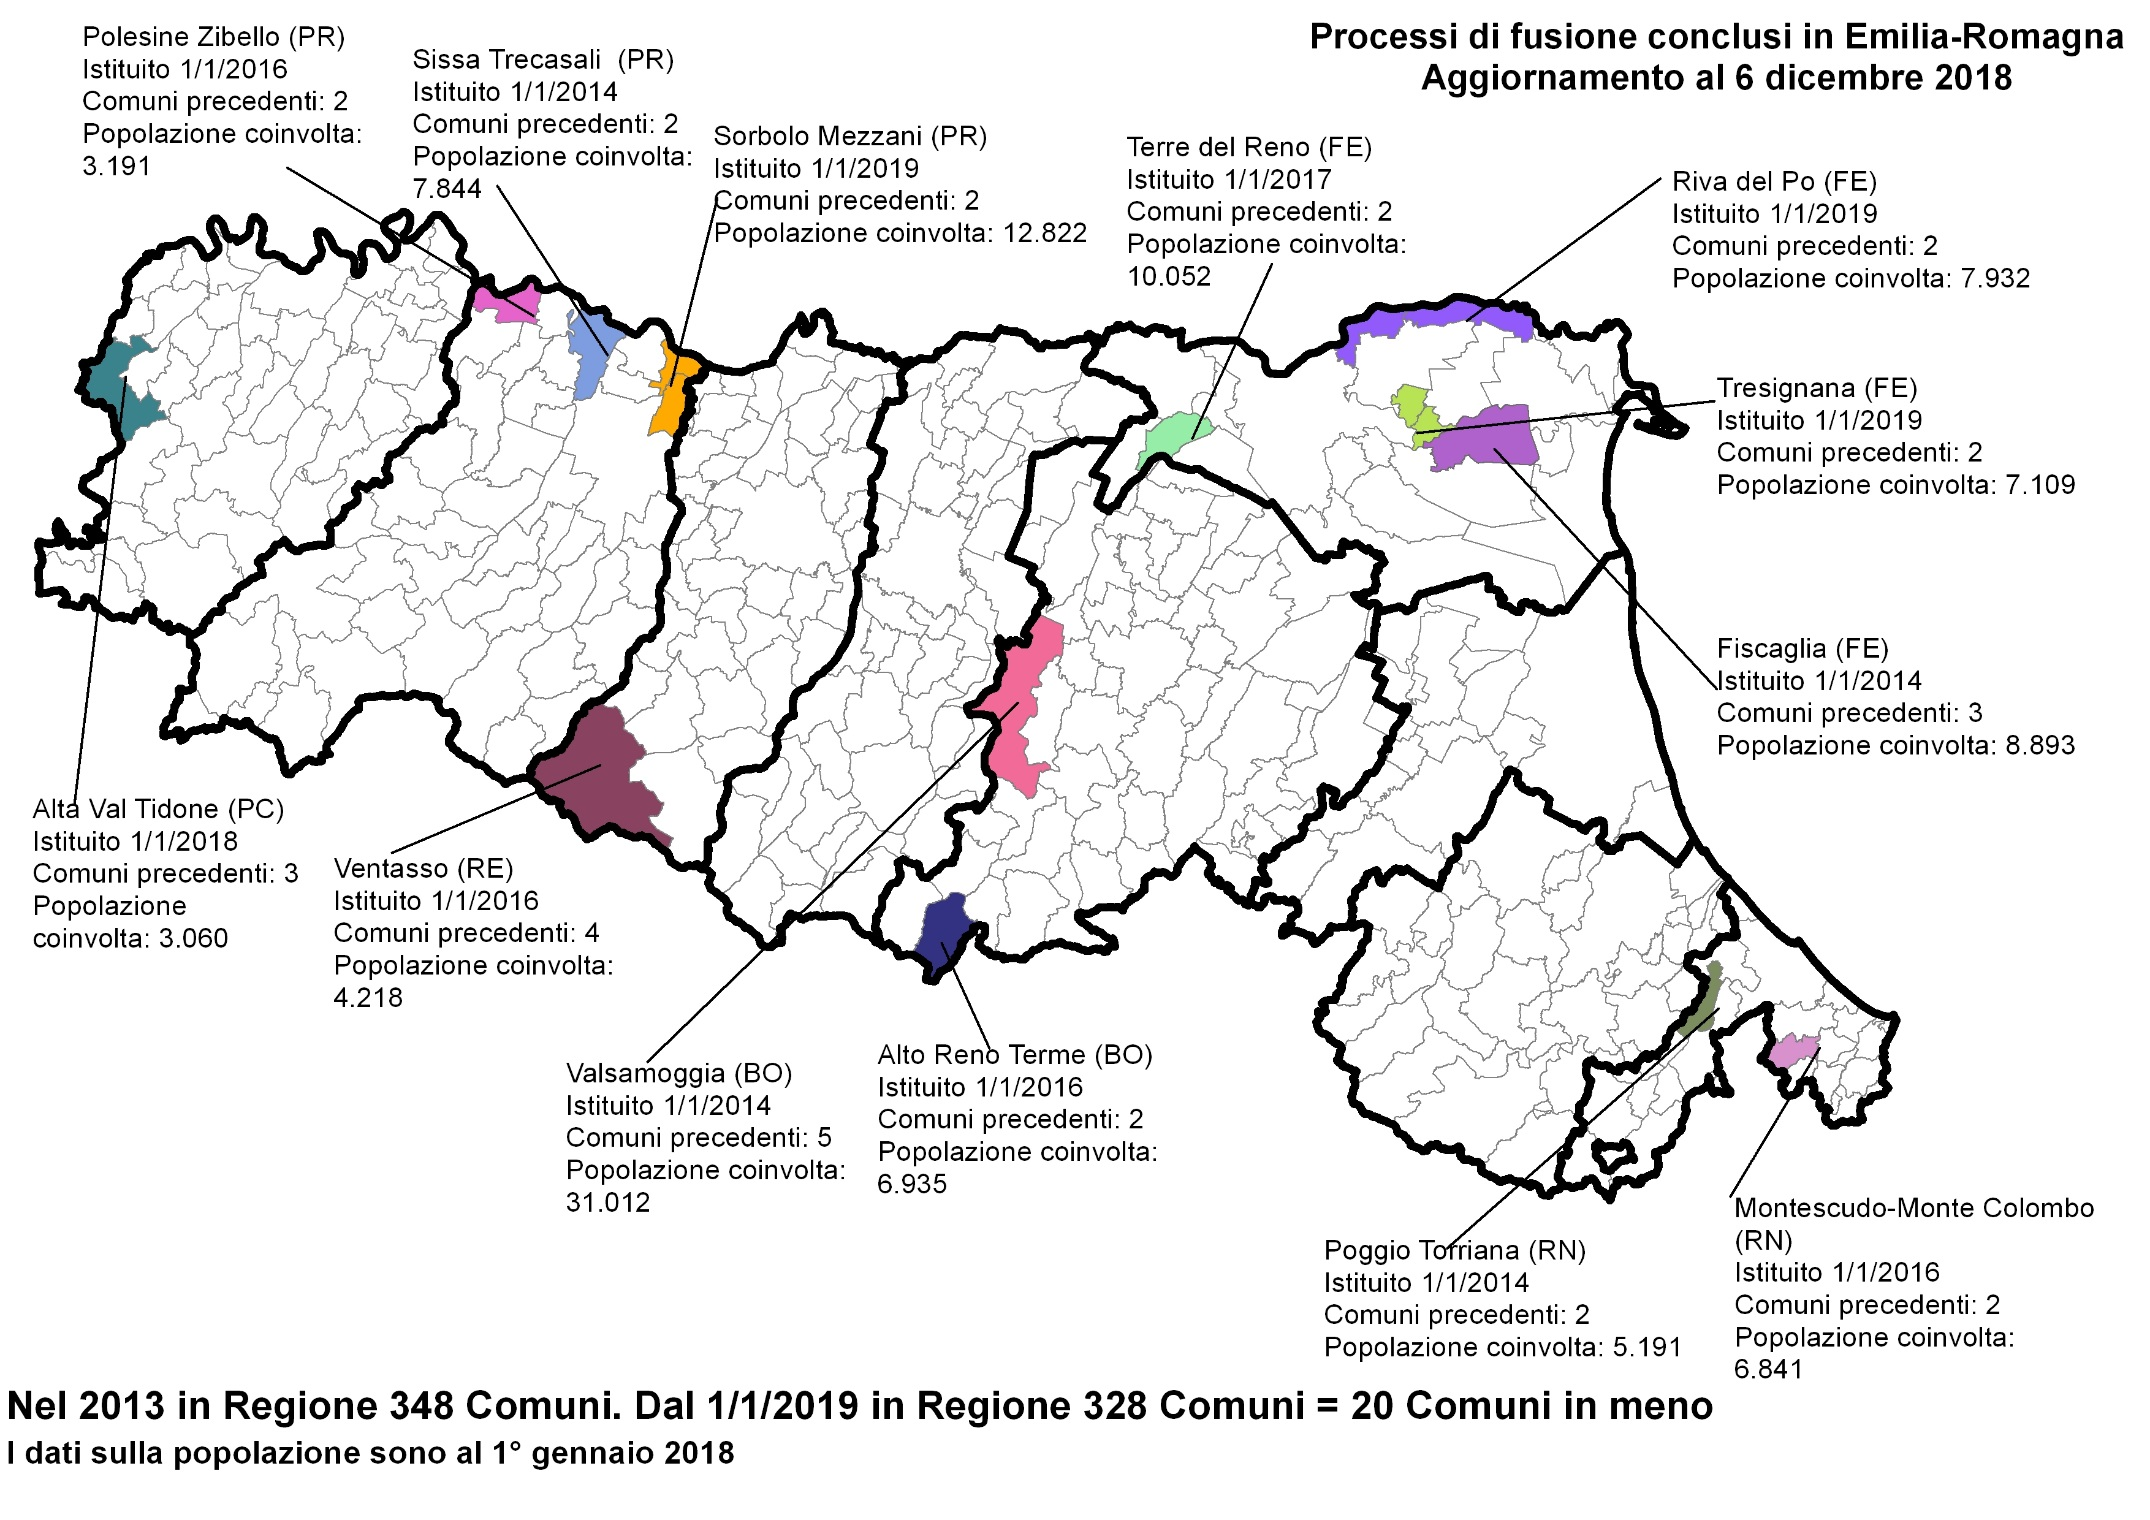 Processi di fusione conclusi in Emilia-Romagna
Aggiornamento al 6 dicembre 2018
Polesine Zibello (PR)
Istituito 1/1/2016
Comuni precedenti: 2
Popolazione coinvolta:
3.191
Sissa Trecasali (PR)
Istituito 1/1/2014
Comuni precedenti: 2
Popolazione coinvolta:
7.844
Sorbolo Mezzani (PR)
Istituito 1/1/2019
Comuni precedenti: 2
Popolazione coinvolta: 12.822
Terre del Reno (FE)
Istituito 1/1/2017
Comuni precedenti: 2
Popolazione coinvolta:
10.052
Riva del Po (FE)
Istituito 1/1/2019
Comuni precedenti: 2
Popolazione coinvolta: 7.932
Tresignana (FE)
Istituito 1/1/2019
Comuni precedenti: 2
Popolazione coinvolta: 7.109
Fiscaglia (FE)
Istituito 1/1/2014
Comuni precedenti: 3
Popolazione coinvolta: 8.893
Alta Val Tidone (PC)
Istituito 1/1/2018
Comuni precedenti: 3
Popolazione
coinvolta: 3.060
Ventasso (RE)
Istituito 1/1/2016
Comuni precedenti: 4
Popolazione coinvolta:
4.218
Valsamoggia (BO)
Istituito 1/1/2014
Comuni precedenti: 5
Popolazione coinvolta:
31.012
Alto Reno Terme (BO)
Istituito 1/1/2016
Comuni precedenti: 2
Popolazione coinvolta:
6.935
Poggio Torriana (RN)
Istituito 1/1/2014
Comuni precedenti: 2
Popolazione coinvolta: 5.191
Montescudo-Monte Colombo
(RN)
Istituito 1/1/2016
Comuni precedenti: 2
Popolazione coinvolta:
6.841
Nel 2013 in Regione 348 Comuni. Dal 1/1/2019 in Regione 328 Comuni = 20 Comuni in meno
I dati sulla popolazione sono al 1° gennaio 2018